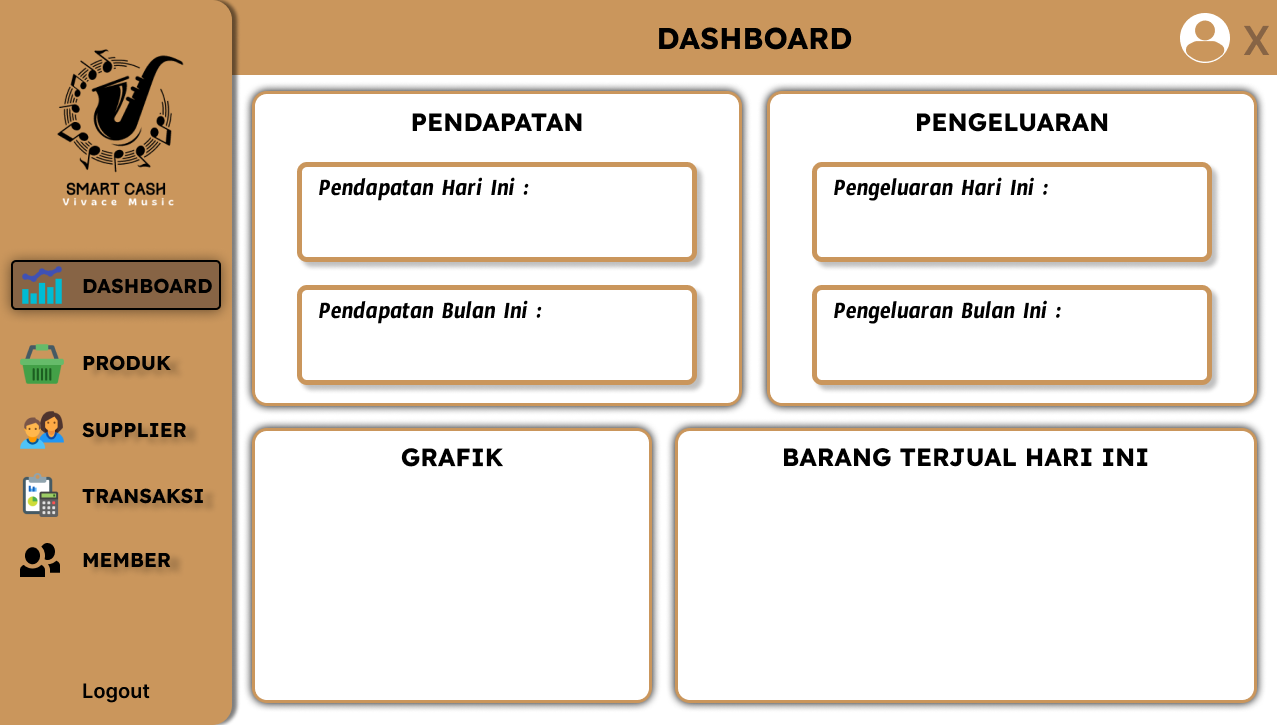 SMART CASH
Vivace Music
DASHBOARD
PRODUK
SUPPLIER
TRANSAKSI
MEMBER
Logout
DASHBOARD
X
PENDAPATAN
Pendapatan Hari Ini :
Pendapatan Bulan Ini :
PENGELUARAN
Pengeluaran Hari Ini :
Pengeluaran Bulan Ini :
GRAFIK
BARANG TERJUAL HARI INI